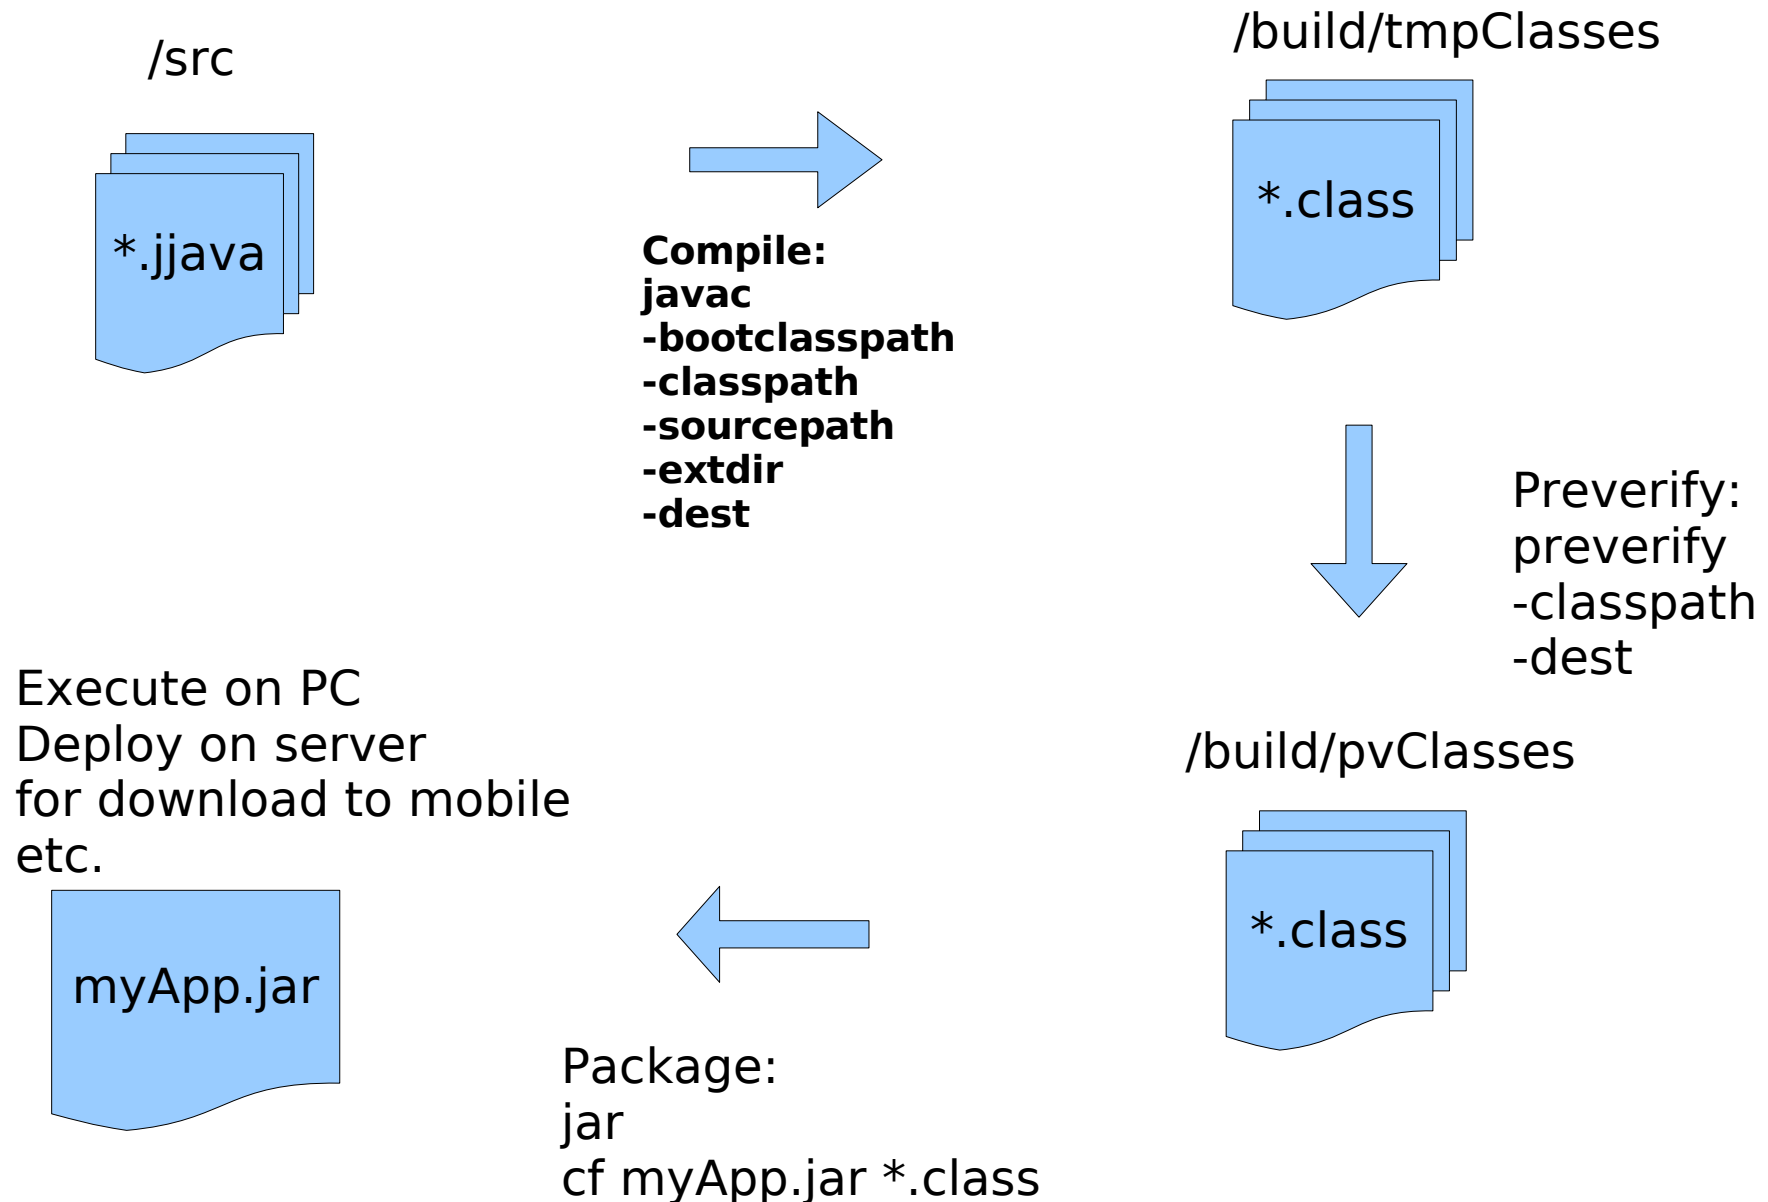 /src
*.jjava
Compile:
javac
-bootclasspath
-classpath
-sourcepath
-extdir
-dest
/build/tmpClasses
*.class
Preverify:
preverify
-classpath
-dest
/build/pvClasses
*.class
Package:
jar
cf myApp.jar *.class
Execute on PC
Deploy on server
for download to mobile
etc.
myApp.jar